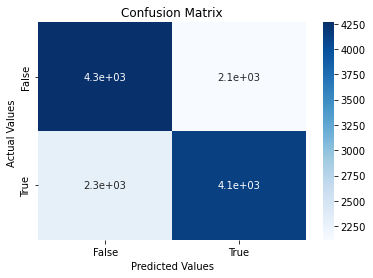 Confusion Matrix
Actual Values
False
4.3e+03
2.1e+03
True
2.3e+03
4.1e+03
False
True
Predicted Values
4250
4000
3750
3500
3250
3000
2750
2500
2250